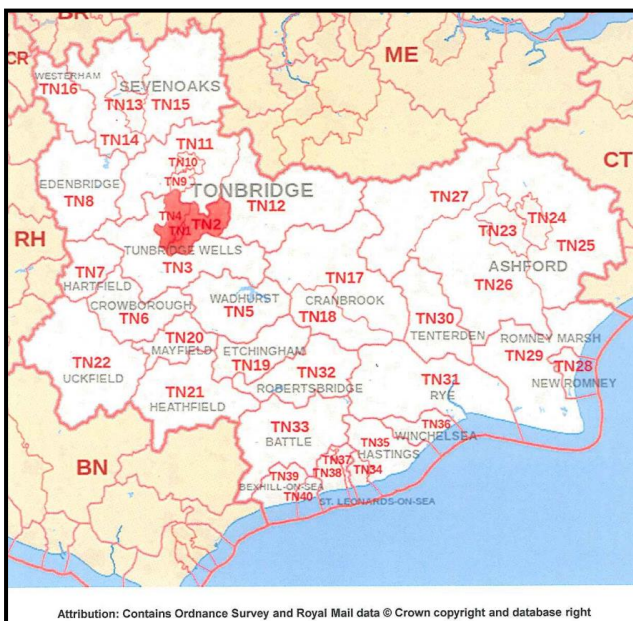 BR
CR
ME
WESTERHAM
TN16
SEVENOAKS
TN13
TN15
TN14
TN11
TN10
TN9
CT
EDENBRIDGE
TN8
TONBRIDGE
TN12
TN27
TN24
TN23
TN25
TN4
TN2
TN1
RH
TUNBRIDGE WELLS
TN3
ASHFORD
TN26
TN7
HARTFIELD
TN17
CRANBROOK
TN18
CROWBOROUGH
TN6
WADHURST
TN5
TN30
TENTERDEN
ROMNEY MARSH
TN29
TN28
NEW ROMNEY
TN20
MAYFIELD
ETCHINGHAM
TN19
TN22
UCKFIELD
TN32
ROBERTSBRIDGE
TN31
RYE
TN21
HEATHFIELD
TN33
BATTLE
TN36
WINCHELSEA
TN35
HASTINGS
TN37
TN38
TN34
BN
TN39
BEXHILL-ON-SEA
TN40
ST. LEONARDS-ON-SEA
Attribution: Contains Ordnance Survey and Royal Mail data © Crown copyright and database right